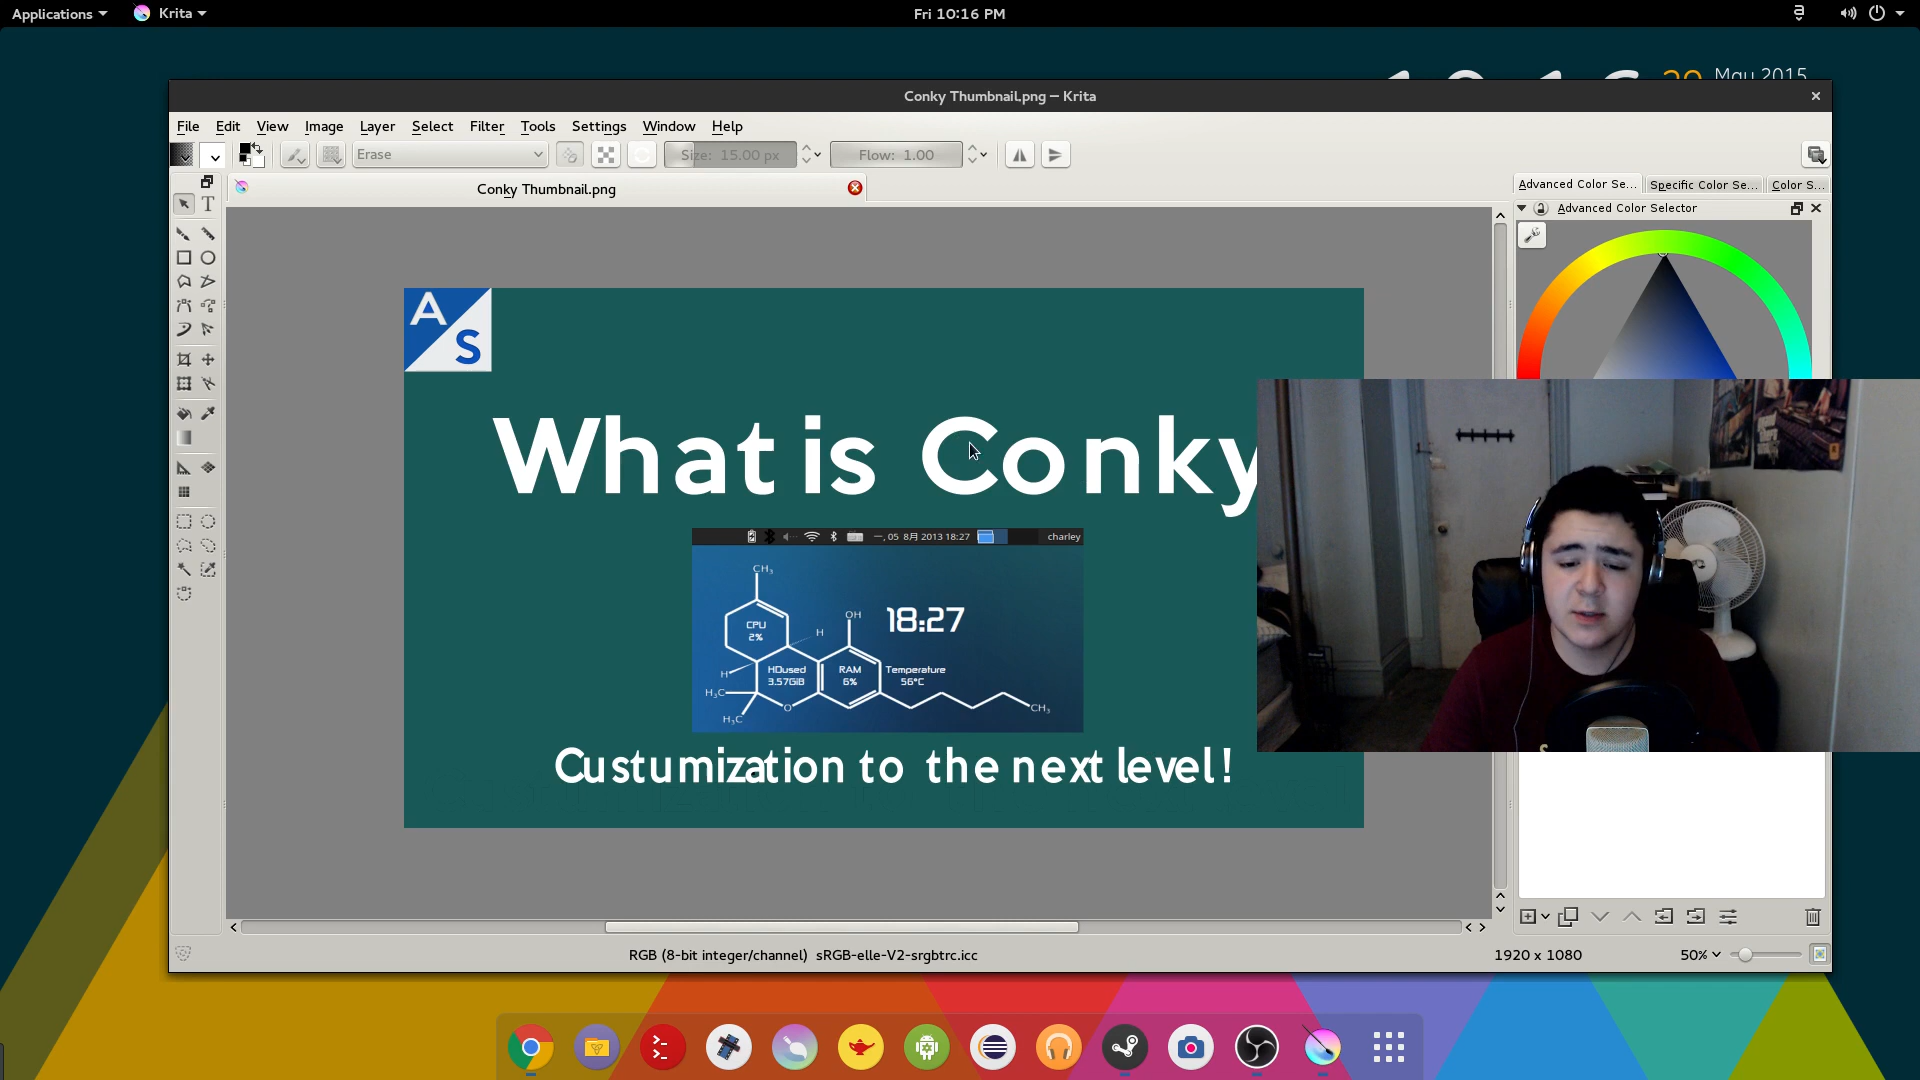 Applications Krita Fri 10:16 PM
May 2015
Conky Thumbnail.png — Krita
File Edit View Image Layer Select Filter Tools Settings Window Help
Erase Size: 15.00 px Flow: 1.00
Conky Thumbnail.png
Advanced Color Se... Specific Color Se... Color S...
T
Advanced Color Selector
A
S
What is Conky
一, 05 8月 2013 18:27 charley
CH3
OH
18:27
CPU
2%
H
HDused
3.57GiB
RAM
6%
Temperature
56°C
H
H3C
O
CH3
H3C
Custumization to the next level!
RGB (8-bit integer/channel) sRGB-elle-V2-srgbtrc.icc
1920 x 1080
50%